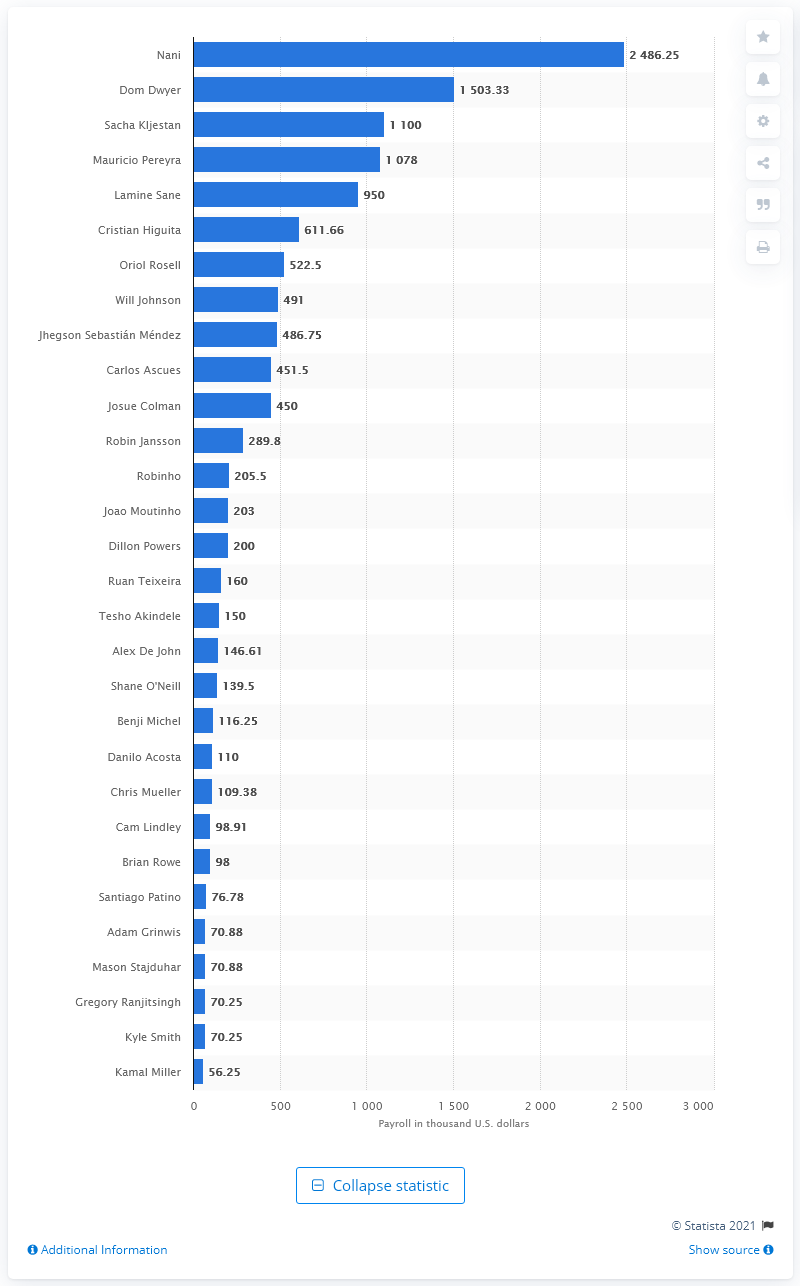 Nani 2 486.25
Dom Dwyer 1 503.33
Sacha Kljestan 1 100
Mauricio Pereyra 1 078
Lamine Sane 950
Cristian Higuita 611.66
Oriol Rosell 522.5
Will Johnson 491
Jhegson Sebastián Méndez 486.75
Carlos Ascues 451.5
Josue Colman 450
Robin Jansson 289.8
Robinho 205.5
Joao Moutinho 203
Dillon Powers 200
Ruan Teixeira 160
Tesho Akindele 150
Alex De John 146.61
Shane O'Neill 139.5
Benji Michel 116.25
Danilo Acosta 110
Chris Mueller 109.38
Cam Lindley 98.91
Brian Rowe 98
Santiago Patino 76.78
Adam Grinwis 70.88
Mason Stajduhar 70.88
Gregory Ranjitsingh 70.25
Kyle Smith 70.25
Kamal Miller 56.25
0 500 1 000 1 500 2 000 2 500 3 000
Payroll in thousand U.S. dollars
Collapse statistic
© Statista 2021
Additional Information Show source